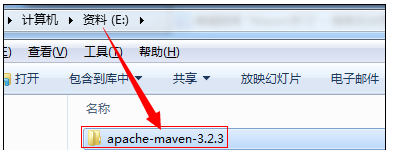 计算机 ▸ 资料 (E:) ▸
(E) 查看(V) 工具(T) 帮助(H)
打开 包含到库中 共享 放映幻灯片 电子邮件
名称
apache-maven-3.2.3